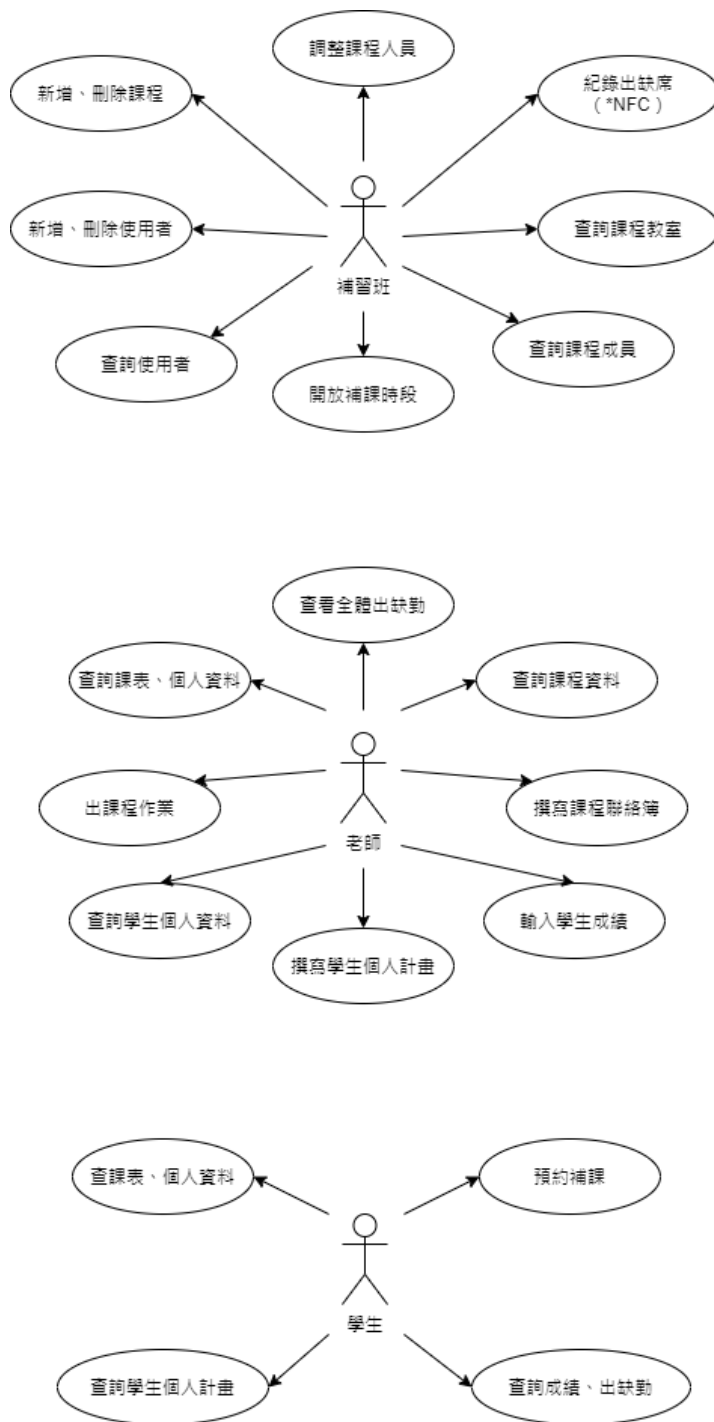 調整課程人員
新增、刪除課程
紀錄出缺席
（*NFC）
新增、刪除使用者
查詢課程教室
補習班
查詢使用者
查詢課程成員
開放補課時段
查看全體出缺勤
查詢課表、個人資料
查詢課程資料
出課程作業
撰寫課程聯絡簿
老師
查詢學生個人資料
輸入學生成績
撰寫學生個人計畫
查課表、個人資料
預約補課
學生
查詢學生個人計畫
查詢成績、出缺勤